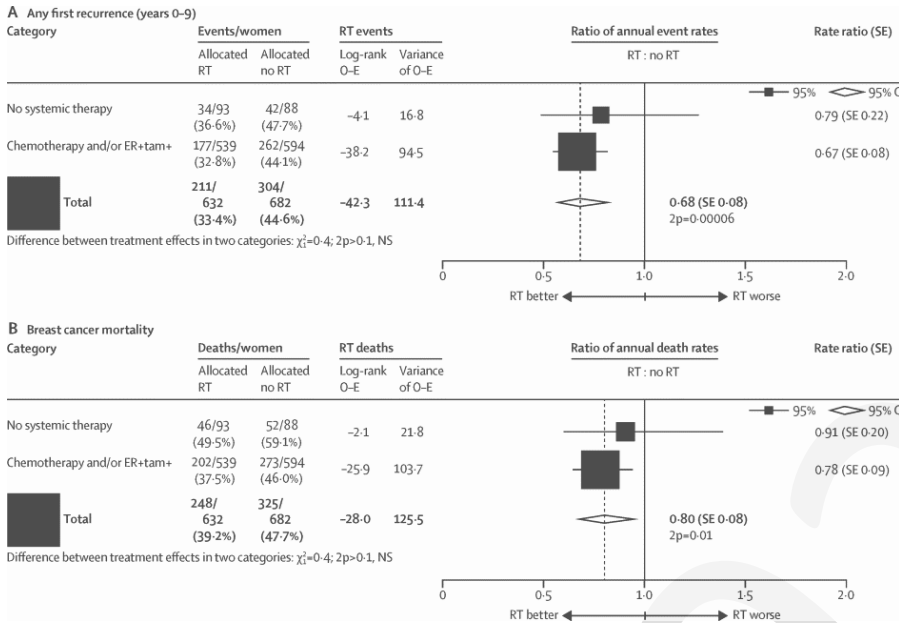 A Any first recurrence (years 0–9)
Category Events/women RT events Ratio of annual event rates Rate ratio (SE)
Allocated RT Allocated no RT Log-rank O–E Variance of O–E RT : no RT
95% 95% C
No systemic therapy 34/93 (36·6%) 42/88 (47·7%) –4·1 16·8 0·79 (SE 0·22)
Chemotherapy and/or ER+tam+ 177/539 (32·8%) 262/594 (44·1%) –38·2 94·5 0·67 (SE 0·08)
Total 211/632 (33·4%) 304/682 (44·6%) –42·3 111·4 0·68 (SE 0·08)
2p=0·00006
Difference between treatment effects in two categories: χ²₁=0·4; 2p>0·1, NS
0 0·5 1·0 1·5 2·0
RT better RT worse
B Breast cancer mortality
Category Deaths/women RT deaths Ratio of annual death rates Rate ratio (SE)
Allocated RT Allocated no RT Log-rank O–E Variance of O–E RT : no RT
95% 95% C
No systemic therapy 46/93 (49·5%) 52/88 (59·1%) –2·1 21·8 0·91 (SE 0·20)
Chemotherapy and/or ER+tam+ 202/539 (37·5%) 273/594 (46·0%) –25·9 103·7 0·78 (SE 0·09)
Total 248/632 (39·2%) 325/682 (47·7%) –28·0 125·5 0·80 (SE 0·08)
2p=0·01
Difference between treatment effects in two categories: χ²₁=0·4; 2p>0·1, NS
0 0·5 1·0 1·5 2·0
RT better RT worse